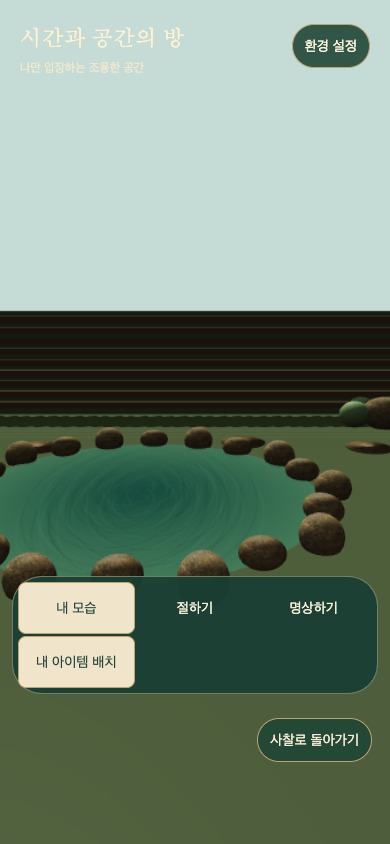 시간과 공간의 방
나만 입장하는 조용한 공간
환경 설정
내 모습
절하기
명상하기
내 아이템 배치
사찰로 돌아가기